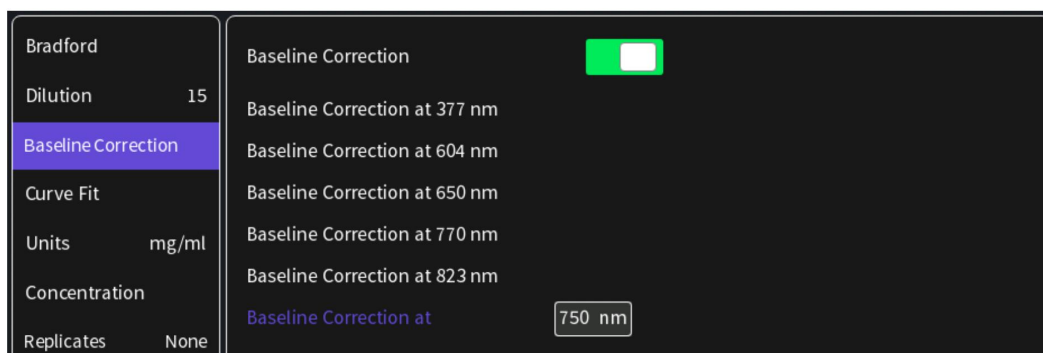 Bradford
Dilution 15
Baseline Correction
Curve Fit
Units mg/ml
Concentration
Replicates None
Baseline Correction
Baseline Correction at 377 nm
Baseline Correction at 604 nm
Baseline Correction at 650 nm
Baseline Correction at 770 nm
Baseline Correction at 823 nm
Baseline Correction at 750 nm